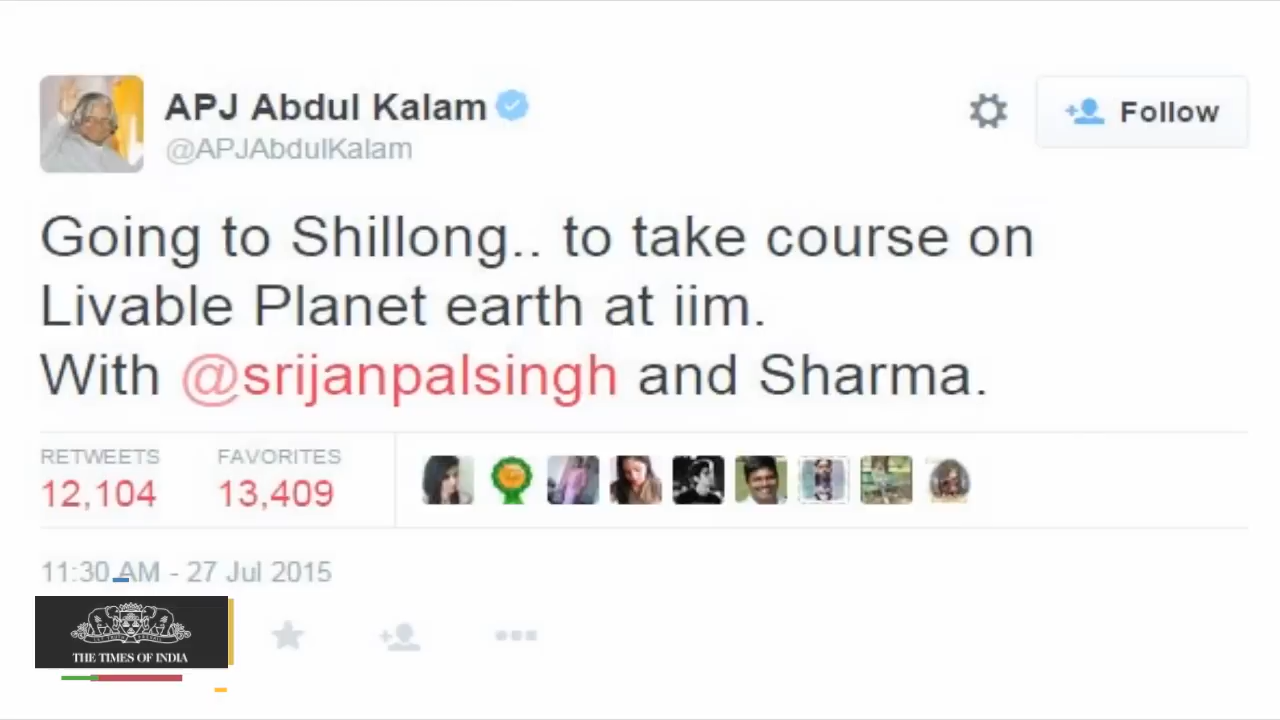 APJ Abdul Kalam
@APJAbdulKalam
Follow
Going to Shillong.. to take course on
Livable Planet earth at iim.
With @srijanpalsingh and Sharma.
RETWEETS FAVORITES
12,104 13,409
11:30 AM - 27 Jul 2015
THE TIMES OF INDIA